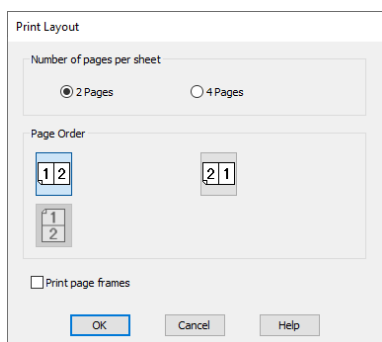 Print Layout
Number of pages per sheet
2 Pages 4 Pages
Page Order
1 2 2 1
1
2
Print page frames
OK Cancel Help